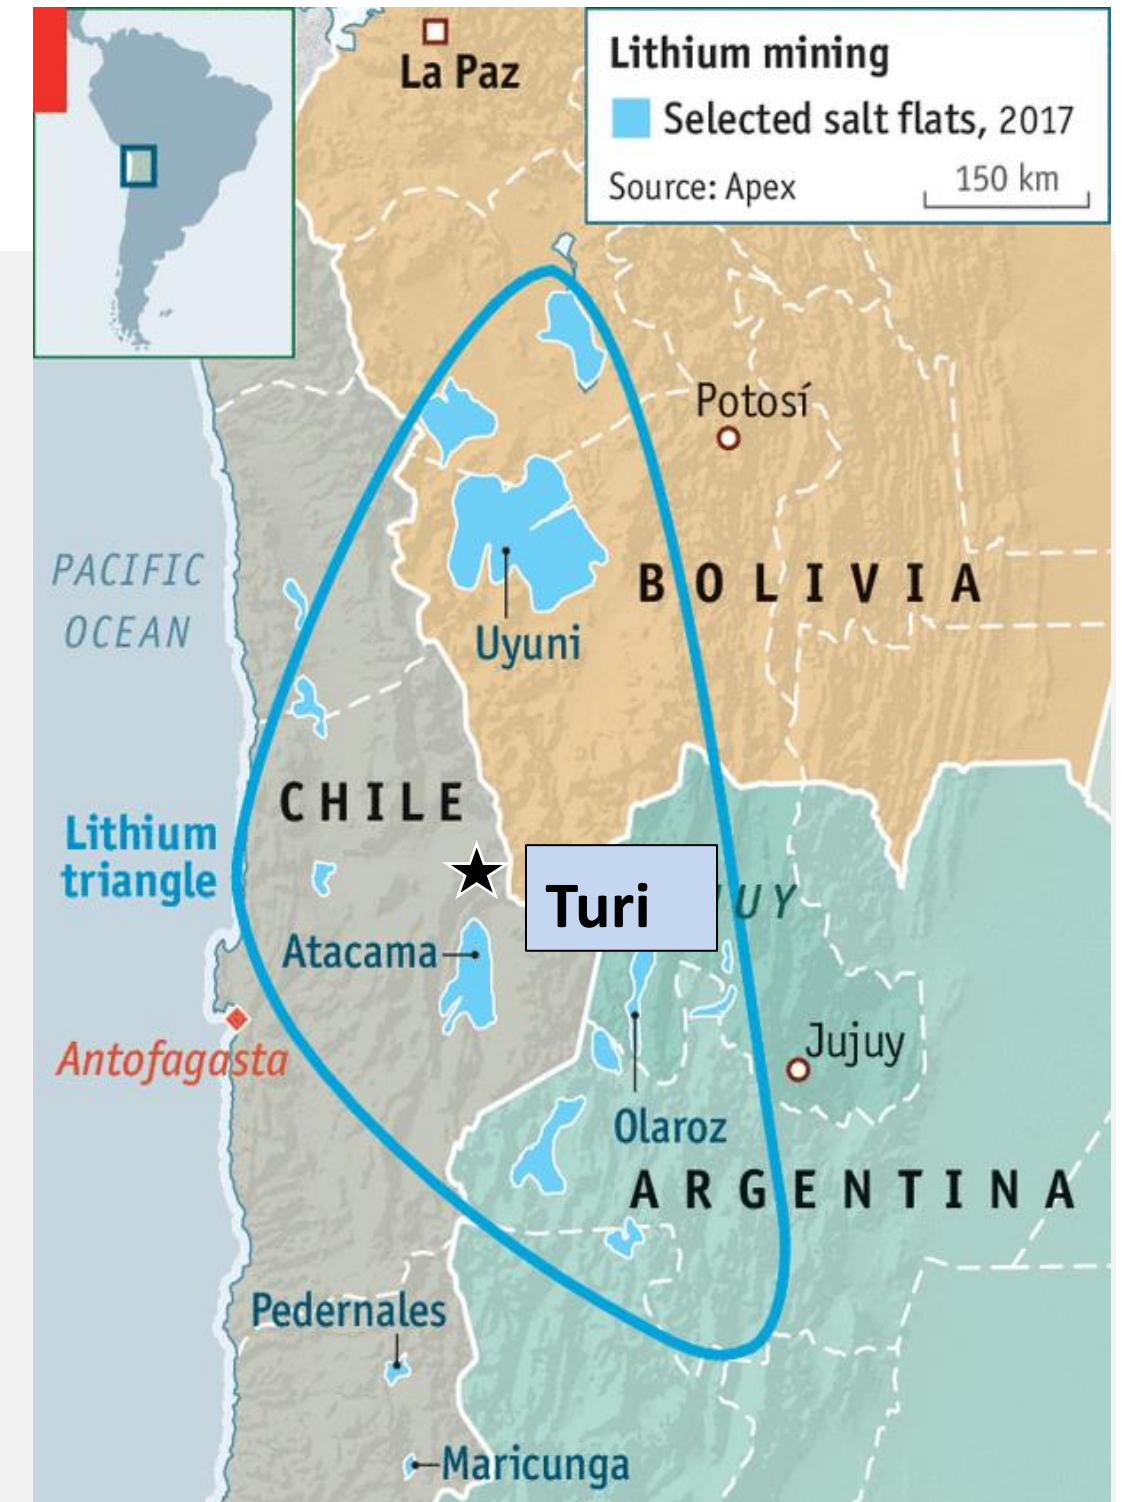 La Paz
Lithium mining
Selected salt flats, 2017
Source: Apex
150 km
Potosí
PACIFIC
OCEAN
BOLIVIA
Uyuni
CHILE
Lithium
triangle
Turi
UY
Atacama
Antofagasta
Jujuy
Olaroz
ARGENTINA
Pedernales
Maricunga